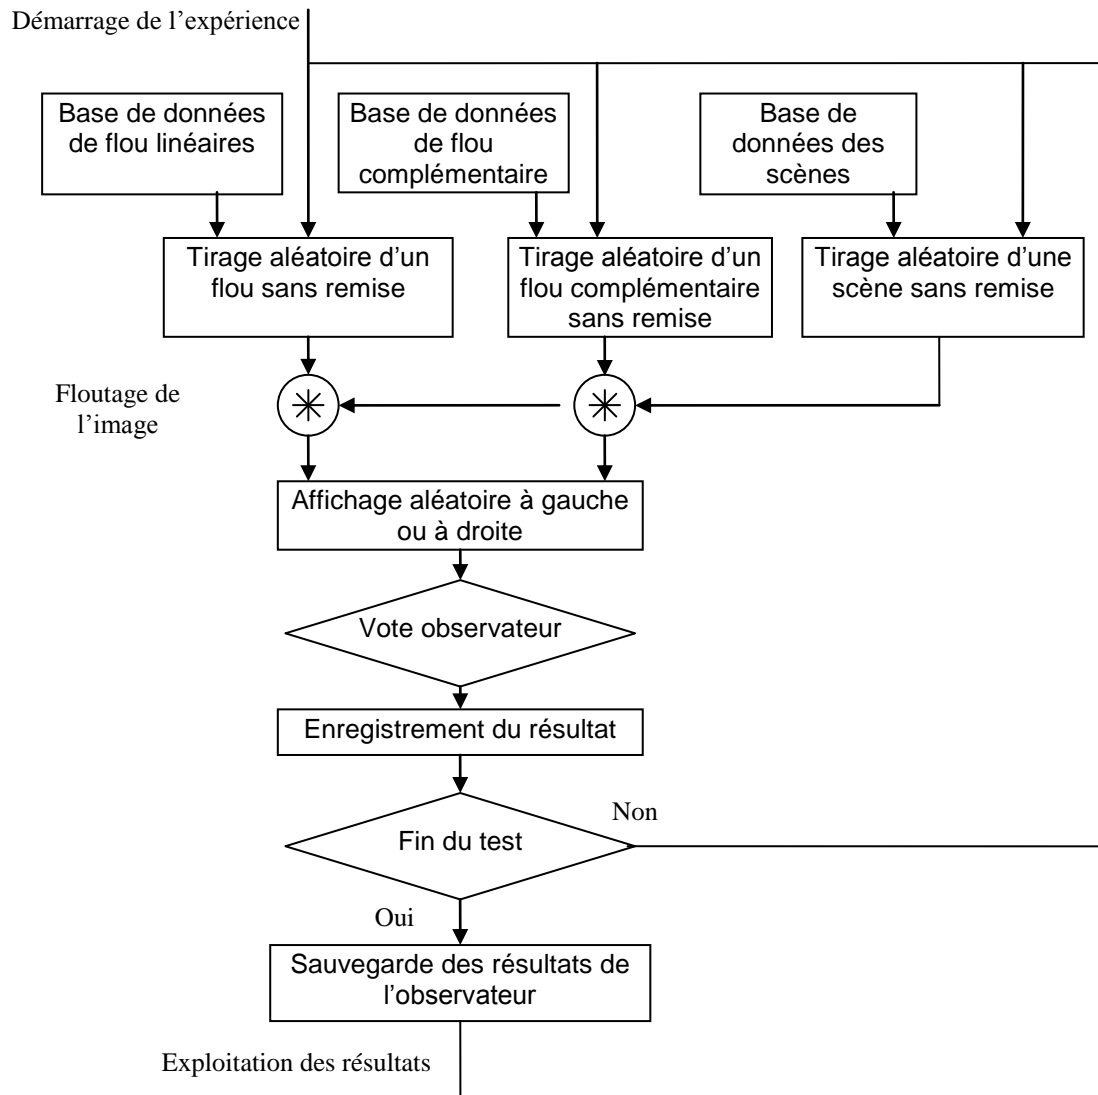 Démarrage de l’expérience
Base de données
de flou linéaires
Base de données
de flou
complémentaire
Base de
données des
scènes
Tirage aléatoire d’un
flou sans remise
Tirage aléatoire d’un
flou complémentaire
sans remise
Tirage aléatoire d’une
scène sans remise
Floutage de
l’image
Affichage aléatoire à gauche
ou à droite
Vote observateur
Enregistrement du résultat
Non
Fin du test
Oui
Sauvegarde des résultats de
l’observateur
Exploitation des résultats